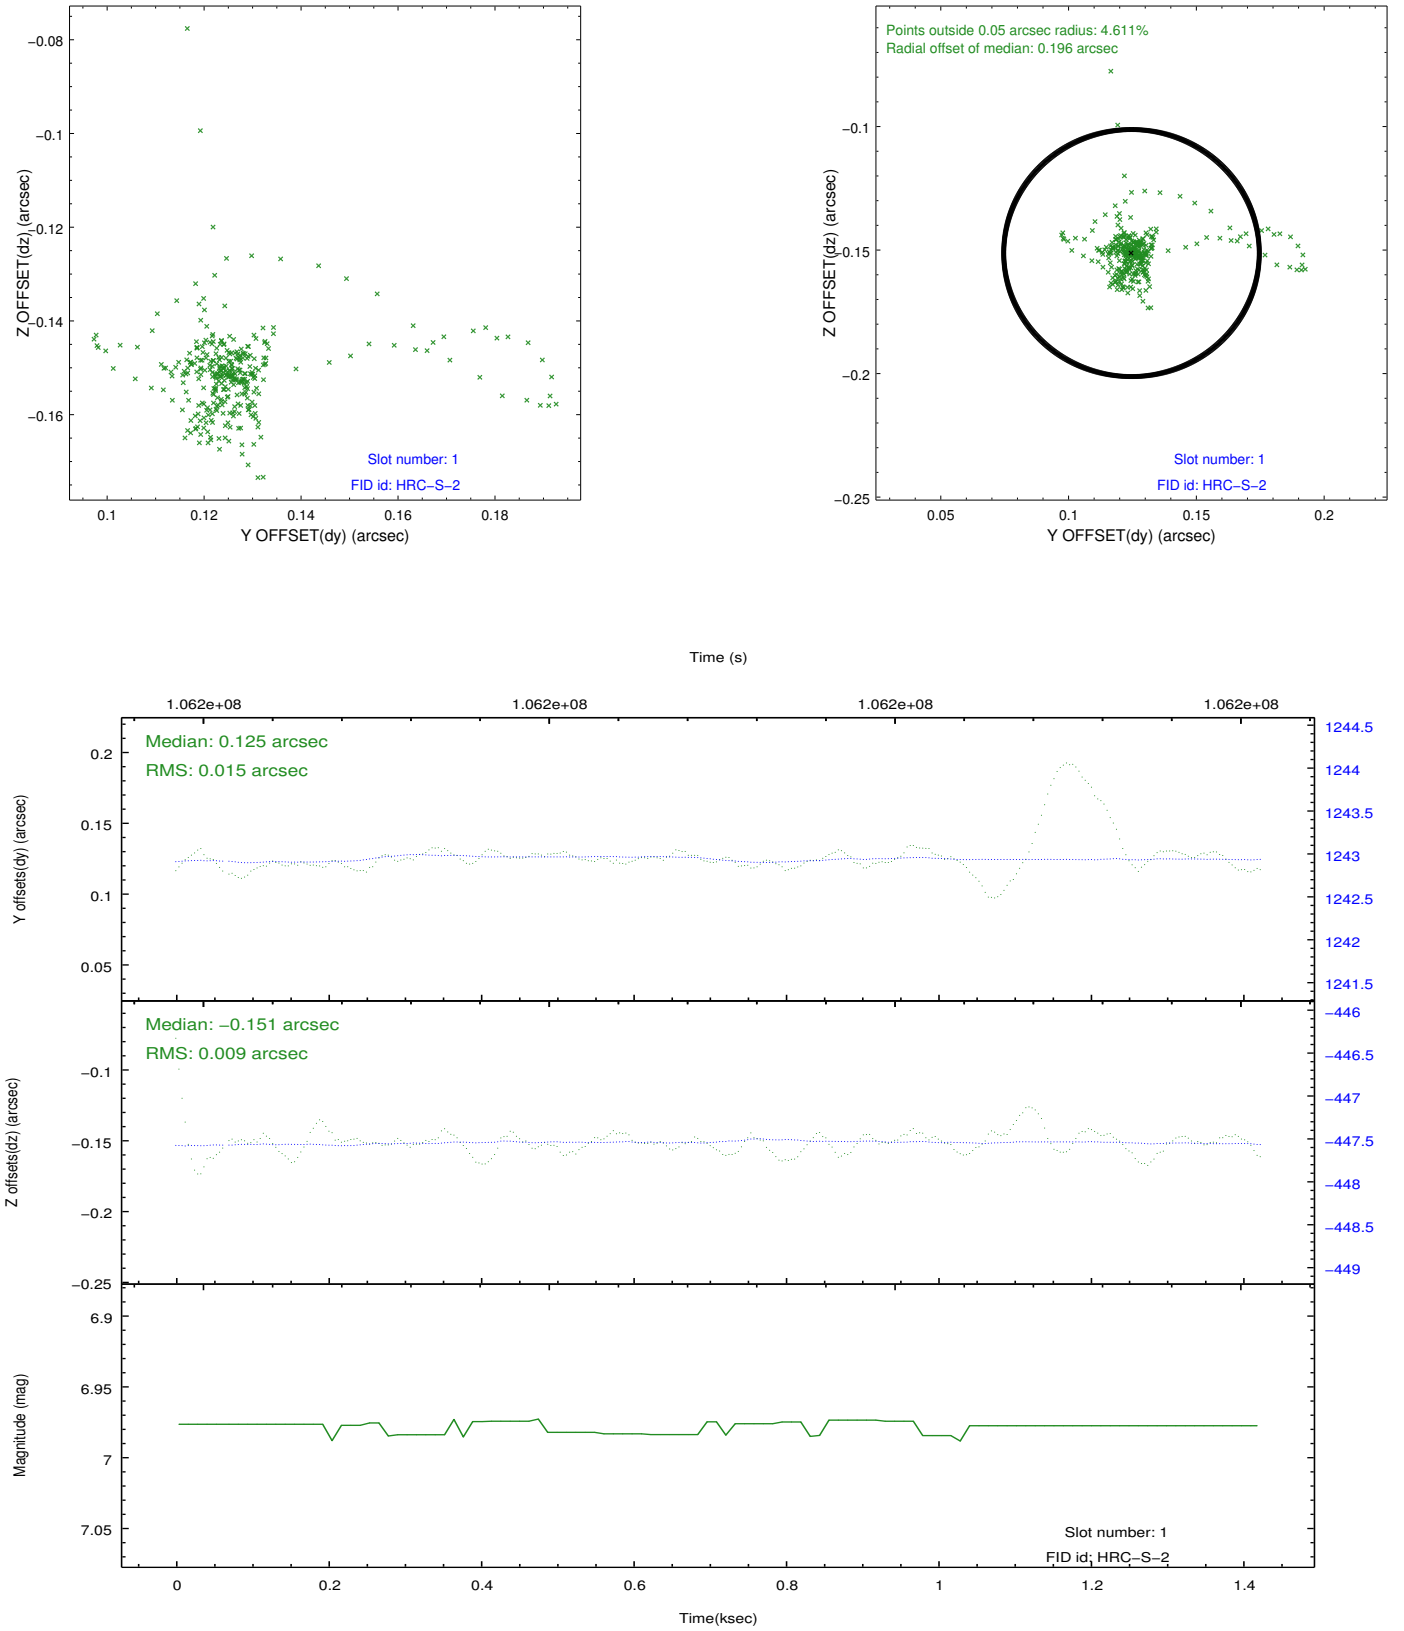 −0.08
−0.1
−0.12
−0.14
−0.16
Z OFFSET(dz) (arcsec)
Slot number: 1
FID id: HRC−S−2
0.1 0.12 0.14 0.16 0.18
Y OFFSET(dy) (arcsec)
Points outside 0.05 arcsec radius: 4.611%
Radial offset of median: 0.196 arcsec
−0.1
−0.15
−0.2
−0.25
Z OFFSET(dz) (arcsec)
Slot number: 1
FID id: HRC−S−2
0.05 0.1 0.15 0.2
Y OFFSET(dy) (arcsec)
Time (s)
1.062e+08 1.062e+08 1.062e+08 1.062e+08
Median: 0.125 arcsec
RMS: 0.015 arcsec
Y offsets(dy) (arcsec)
0.2
0.15
0.1
0.05
1244.5
1244
1243.5
1243
1242.5
1242
1241.5
Median: −0.151 arcsec
RMS: 0.009 arcsec
Z offsets(dz) (arcsec)
−0.1
−0.15
−0.2
−0.25
−446
−446.5
−447
−447.5
−448
−448.5
−449
Magnitude (mag)
6.9
6.95
7
7.05
Slot number: 1
FID id: HRC−S−2
0 0.2 0.4 0.6 0.8 1 1.2 1.4
Time(ksec)